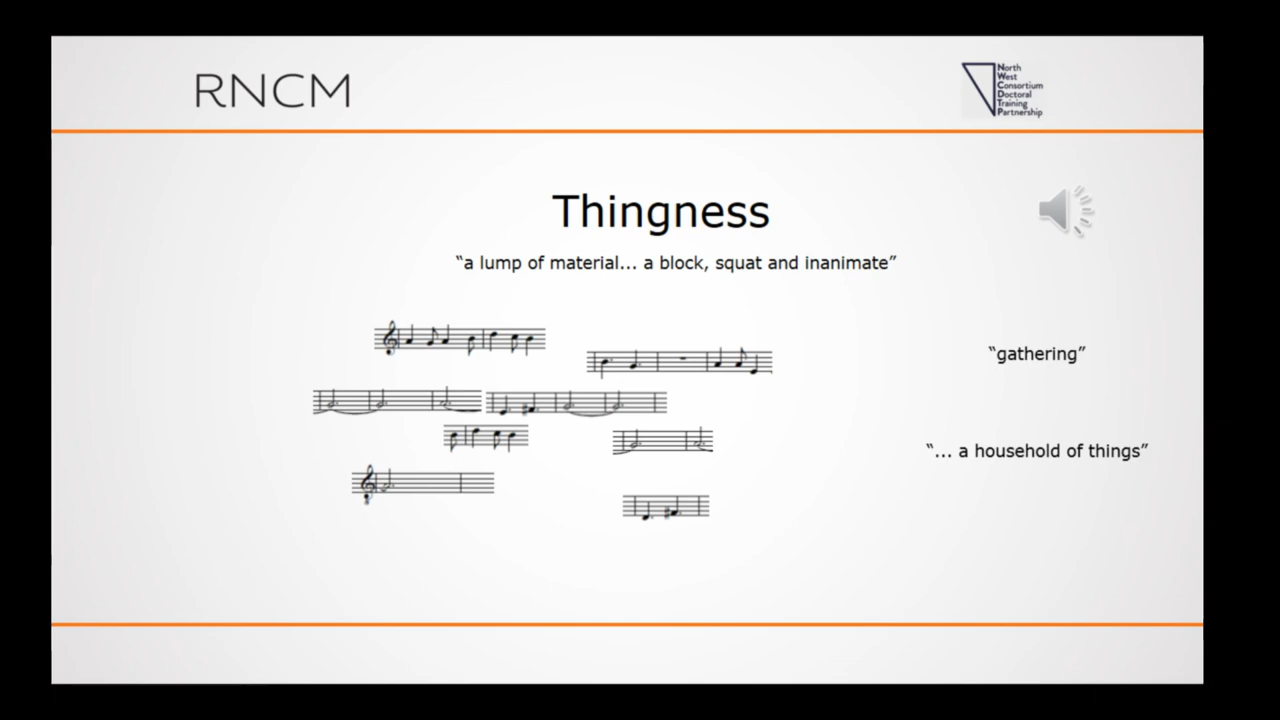 RNCM
North
West
Consortium
Doctoral
Training
Partnership
Thingness
“a lump of material... a block, squat and inanimate”
“gathering”
“... a household of things”